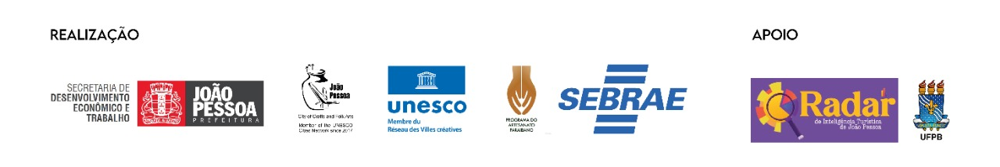 REALIZAÇÃO
APOIO
SECRETARIA DE
DESENVOLVIMENTO
ECONÔMICO E
TRABALHO
JOÃO
PESSOA
PREFEITURA
João
Pessoa
City of Crafts and Folk Arts
Member of the UNESCO
Cities Network since 2017
unesco
Membre du
Réseau des Villes créatives
PROGRAMA DO
ARTESANATO
PARAIBANO
SEBRAE
Radar
de Inteligência Turística
de João Pessoa
UFPB